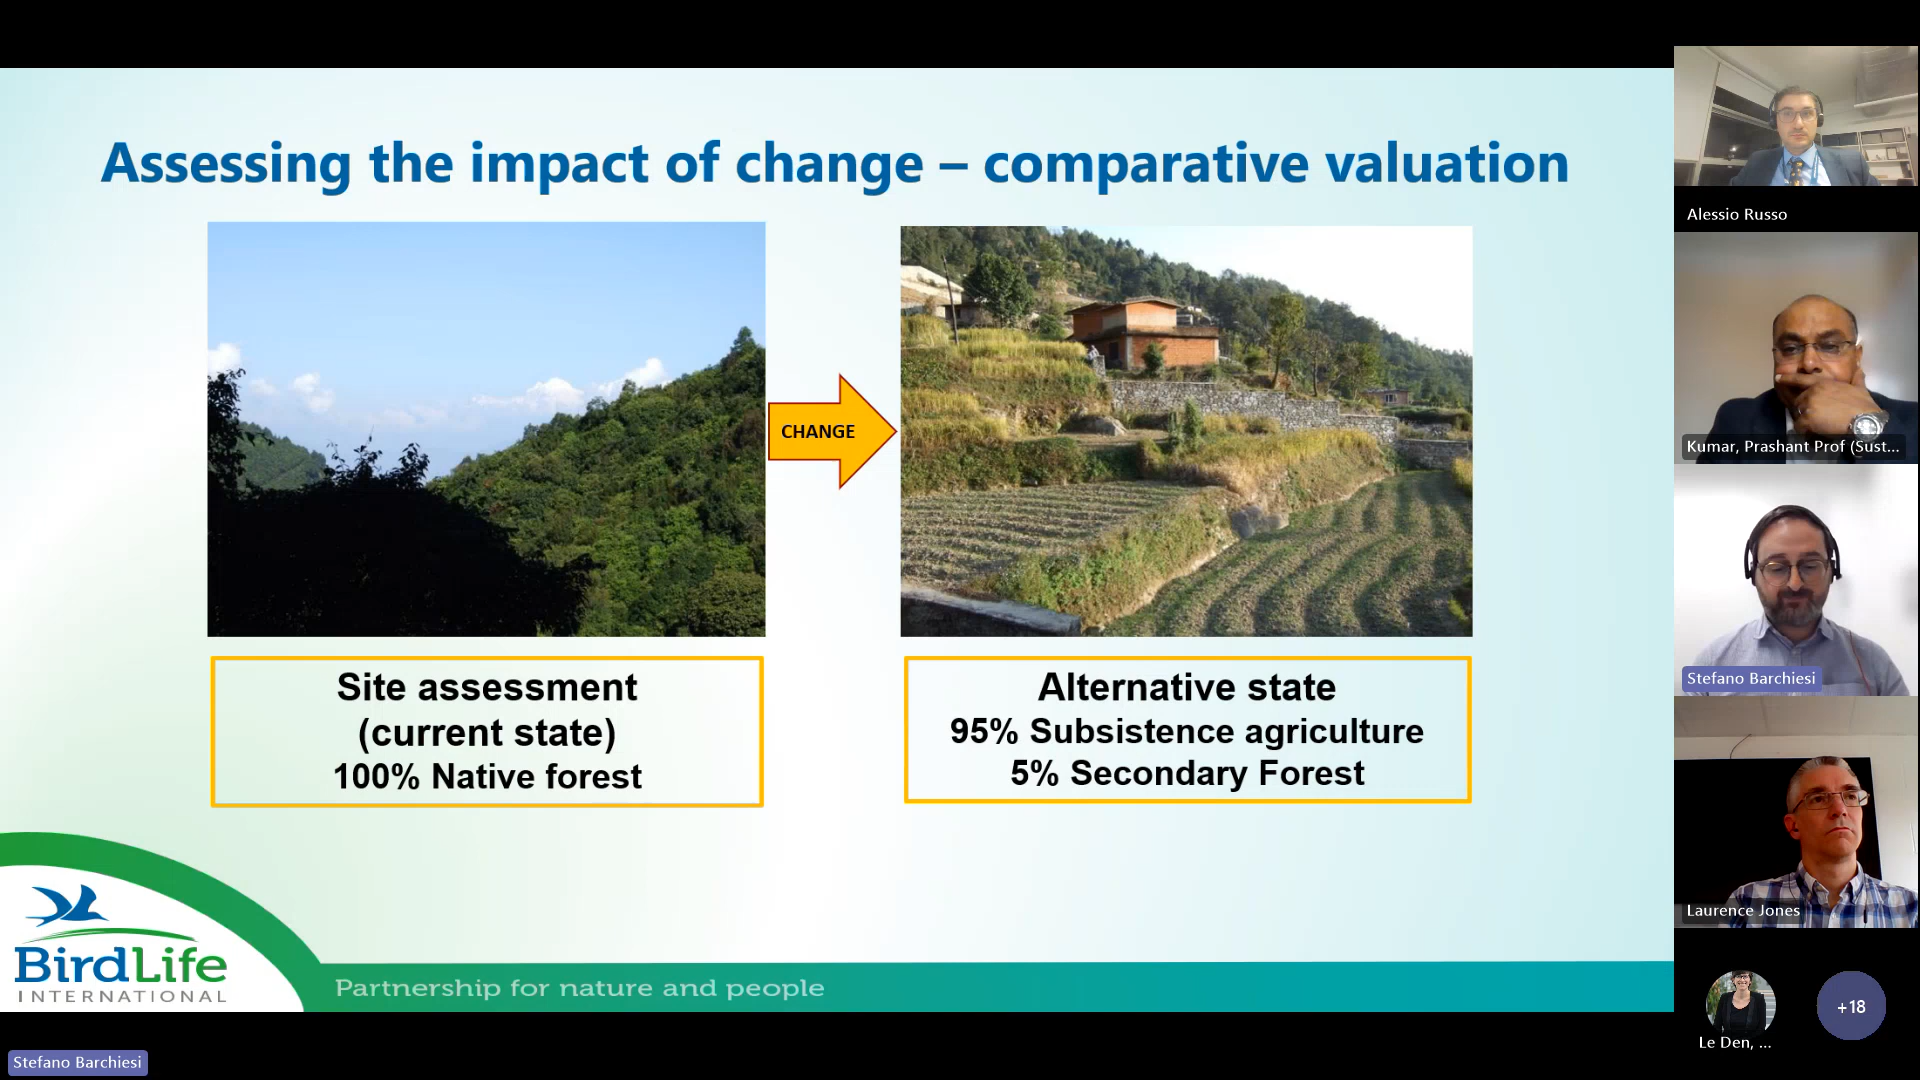 Assessing the impact of change – comparative valuation
CHANGE
Site assessment
(current state)
100% Native forest
Alternative state
95% Subsistence agriculture
5% Secondary Forest
BirdLife
INTERNATIONAL
Partnership for nature and people
Stefano Barchiesi
Alessio Russo
Kumar, Prashant Prof (Sust...
Stefano Barchiesi
Laurence Jones
Le Den, ...
+18